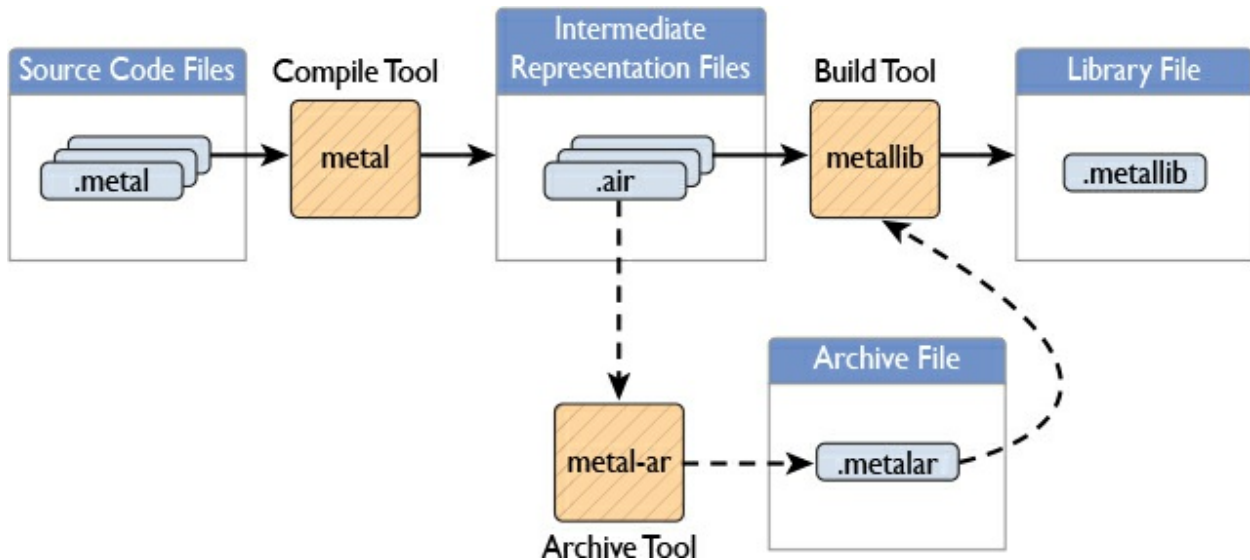 Source Code Files
Compile Tool
Intermediate
Representation Files
Build Tool
Library File
.metal
metal
.air
metallib
.metallib
Archive File
metal-ar
.metalar
Archive Tool